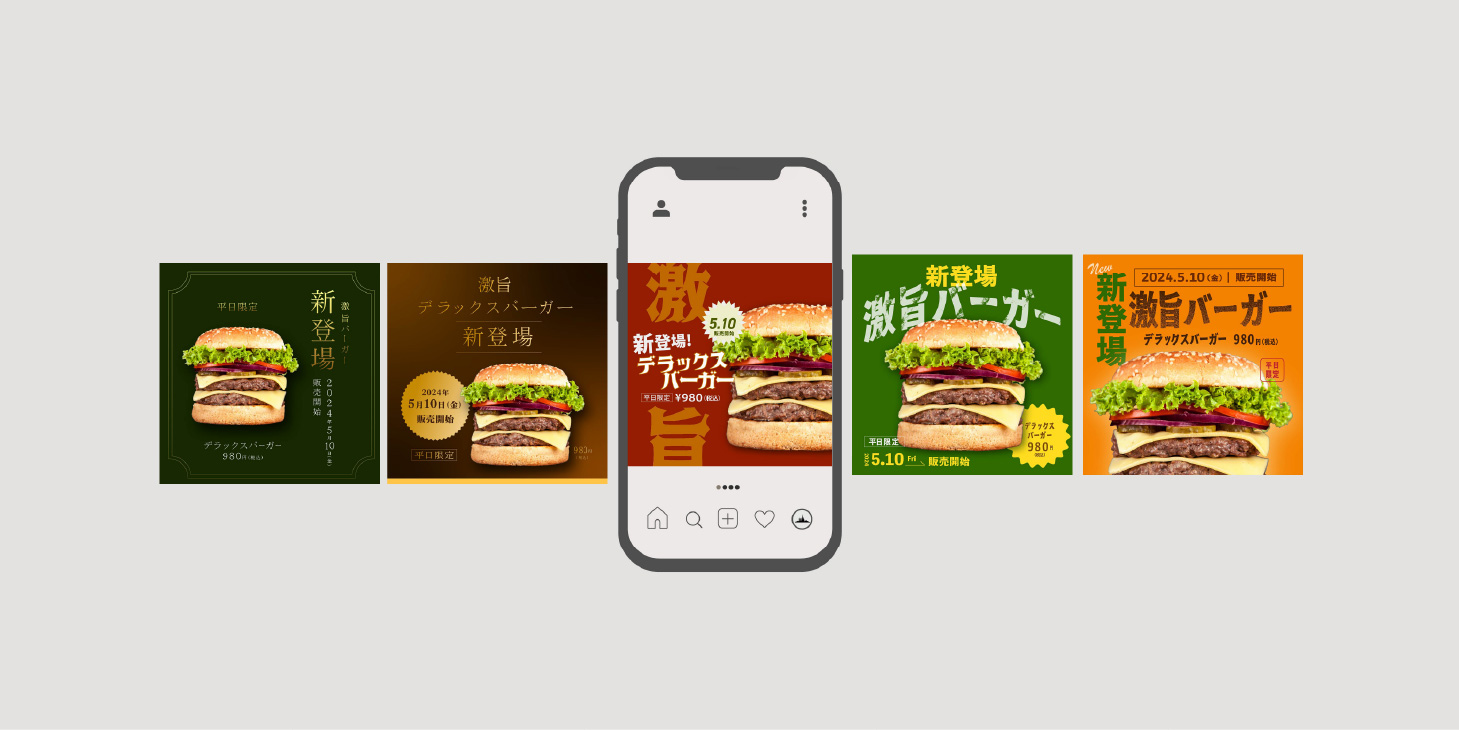 平日限定
新登場
激旨バーガー
2024年5月10日(金)
販売開始
デラックスバーガー
980円(税込)
激旨
デラックスバーガー
新登場
2024年
5月10日(金)
販売開始
平日限定
980円
(税込)
激旨
5.10
販売開始
新登場!
デラックス
バーガー
平日限定 ¥980(税込)
新登場
激旨バーガー
デラックス
バーガー
980円
(税込)
平日限定
2024 5.10 Fri 販売開始
New
新登場
2024.5.10(金) | 販売開始
激旨バーガー
デラックスバーガー 980円(税込)
平日
限定